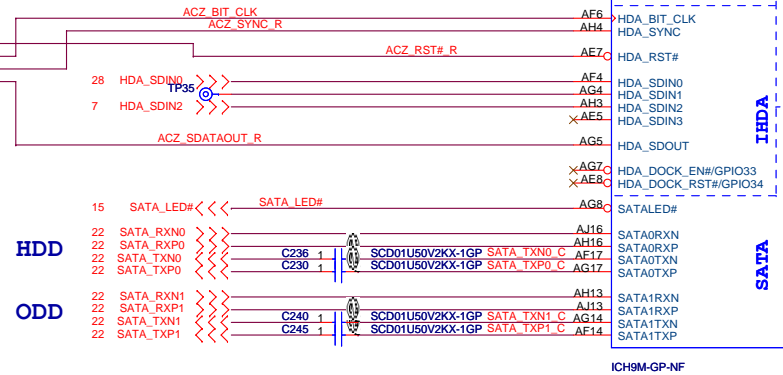 ACZ_BIT_CLK AF6 HDA_BIT_CLK
ACZ_SYNC_R AH4 HDA_SYNC
ACZ_RST#_R AE7 HDA_RST#
28 HDA_SDIN0 AF4 HDA_SDIN0
TP35 AG4 HDA_SDIN1
7 HDA_SDIN2 AH3 HDA_SDIN2
AE5 HDA_SDIN3
ACZ_SDATAOUT_R AG5 HDA_SDOUT
AG7 HDA_DOCK_EN#/GPIO33
AE8 HDA_DOCK_RST#/GPIO34
IHDA
15 SATA_LED# SATA_LED# AG8 SATALED#
HDD
22 SATA_RXN0 AJ16 SATA0RXN
22 SATA_RXP0 AH16 SATA0RXP
22 SATA_TXN0 C236 1 SCD01U50V2KX-1GP SATA_TXN0_C AF17 SATA0TXN
22 SATA_TXP0 C230 1 SCD01U50V2KX-1GP SATA_TXP0_C AG17 SATA0TXP
SATA
ODD
22 SATA_RXN1 AH13 SATA1RXN
22 SATA_RXP1 AJ13 SATA1RXP
22 SATA_TXN1 C240 1 SCD01U50V2KX-1GP SATA_TXN1_C AG14 SATA1TXN
22 SATA_TXP1 C245 1 SCD01U50V2KX-1GP SATA_TXP1_C AF14 SATA1TXP
ICH9M-GP-NF